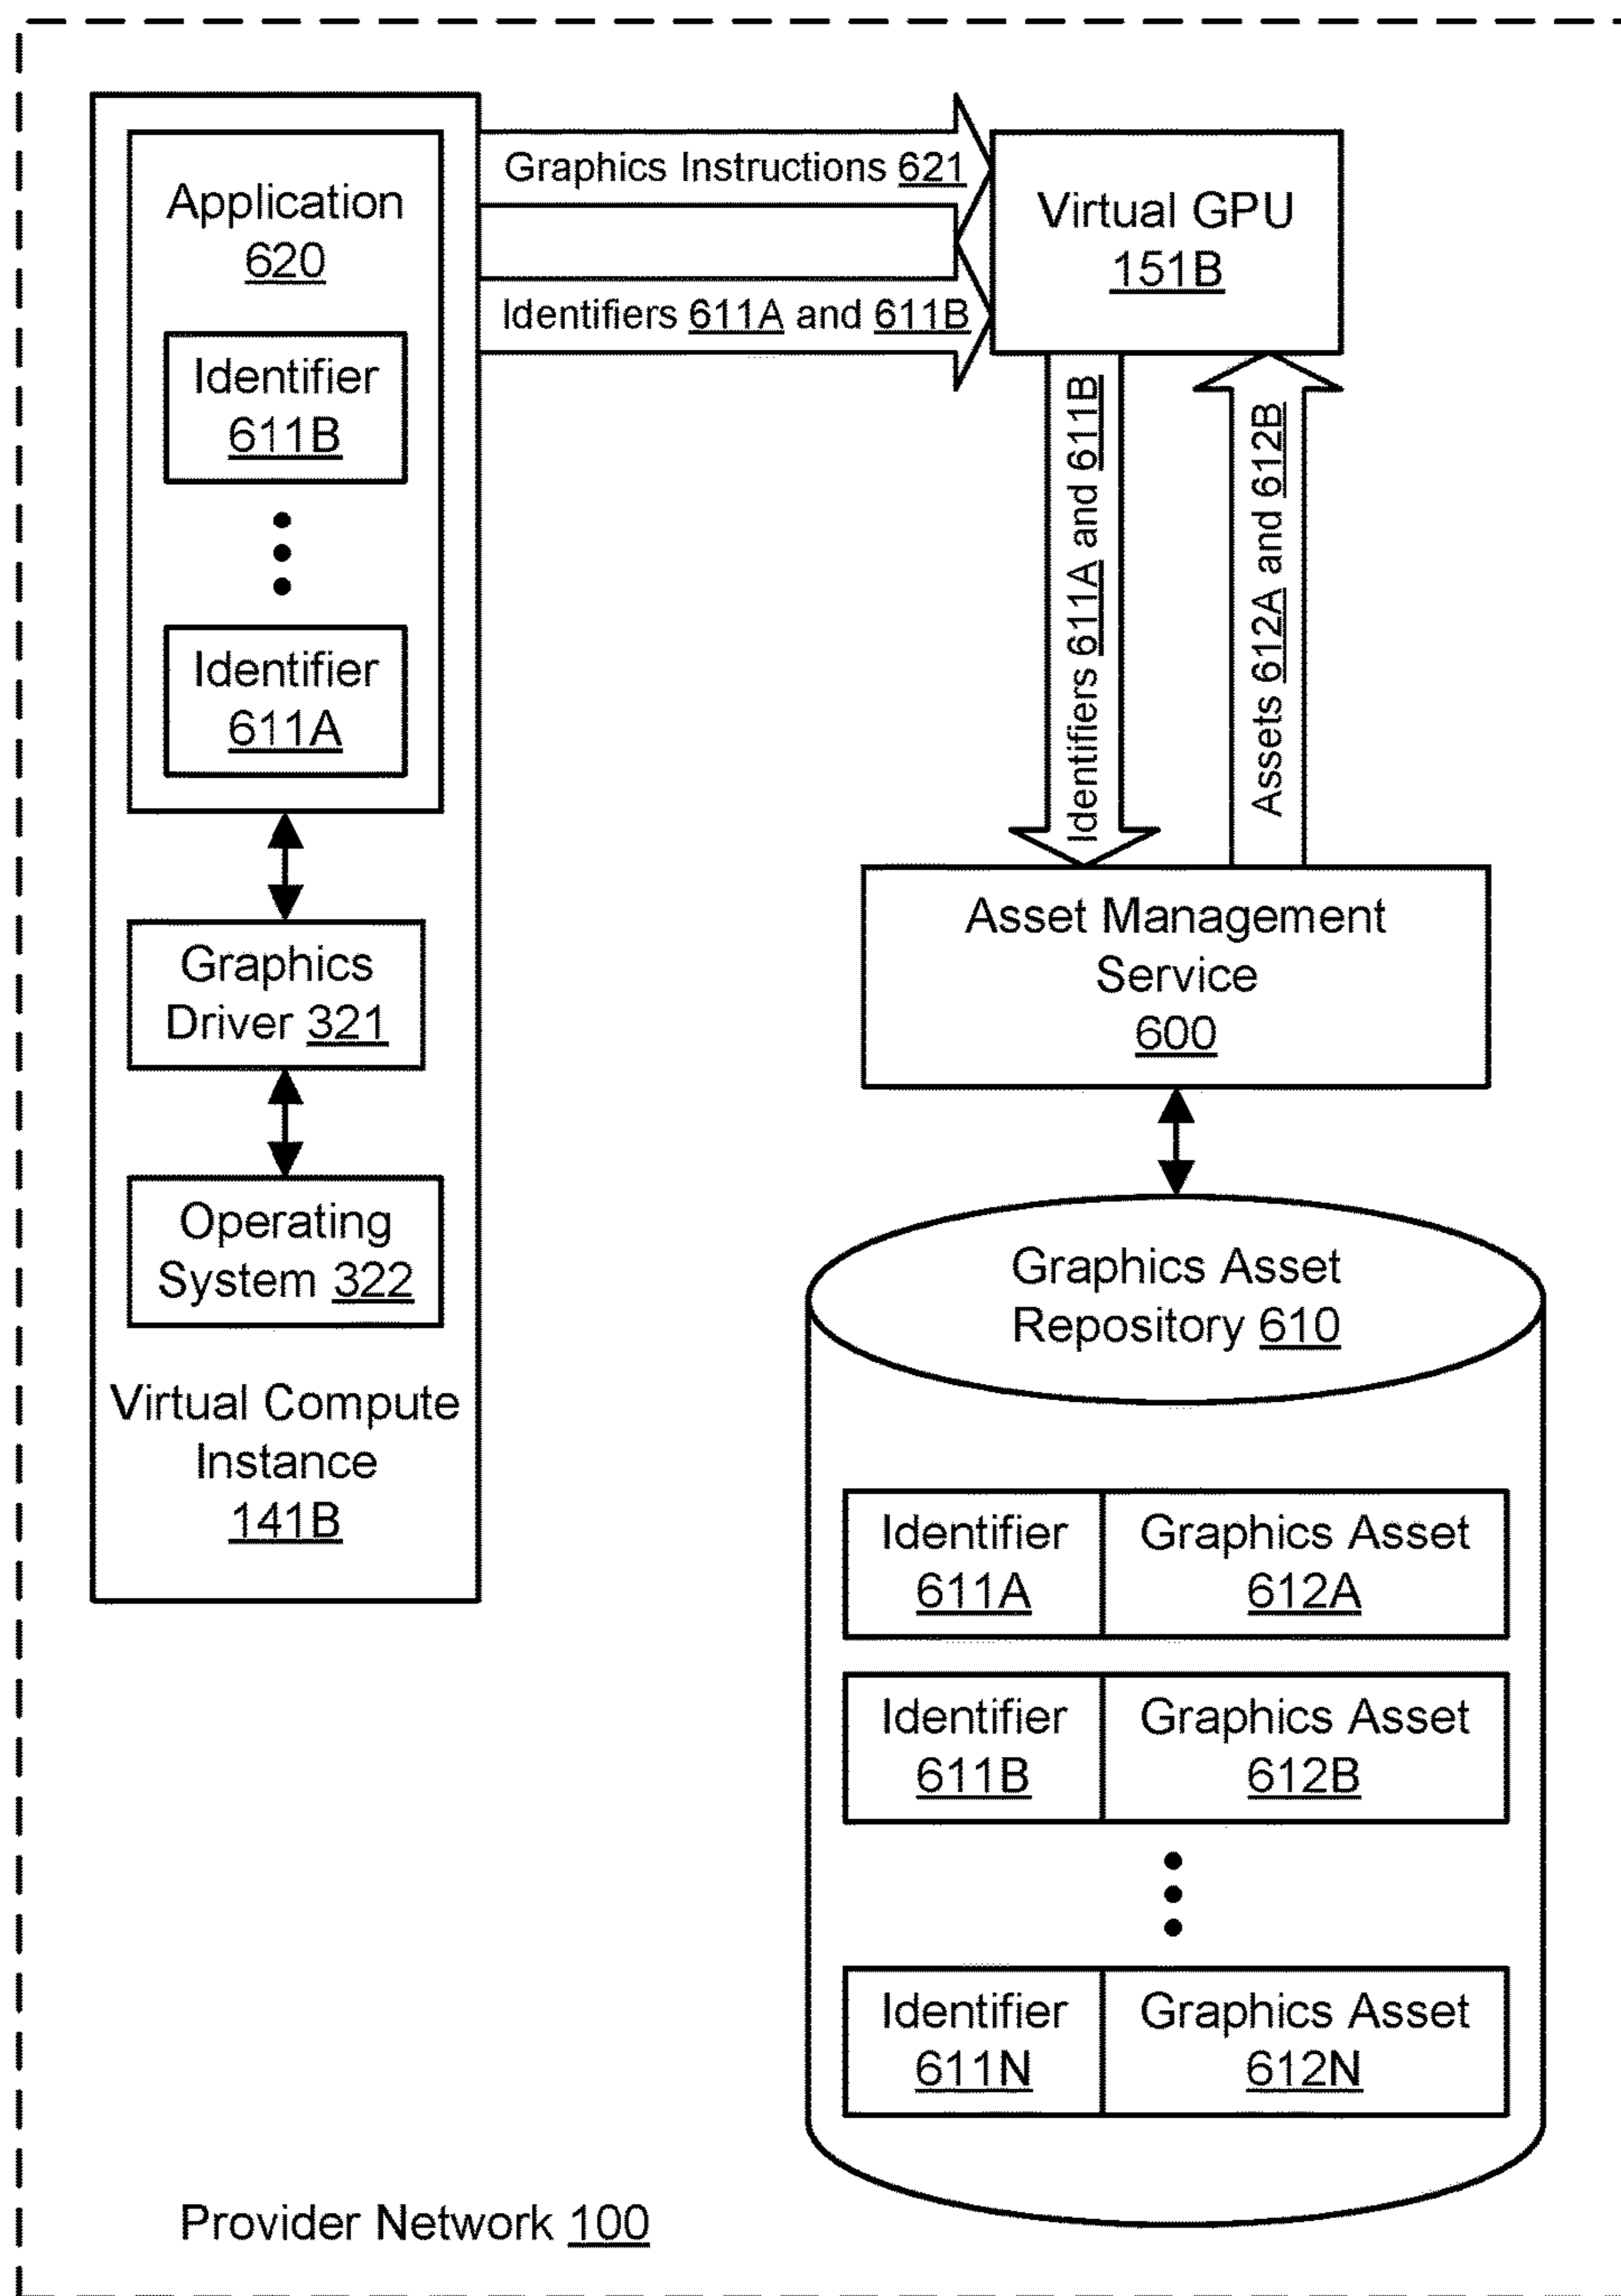 Application
620
Identifier
611B
Identifier
611A
Graphics
Driver 321
Operating
System 322
Virtual Compute
Instance
141B
Graphics Instructions 621
Identifiers 611A and 611B
Virtual GPU
151B
Identifiers 611A and 611B
Assets 612A and 612B
Asset Management
Service
600
Graphics Asset
Repository 610
Identifier
611A
Graphics Asset
612A
Identifier
611B
Graphics Asset
612B
Identifier
611N
Graphics Asset
612N
Provider Network 100